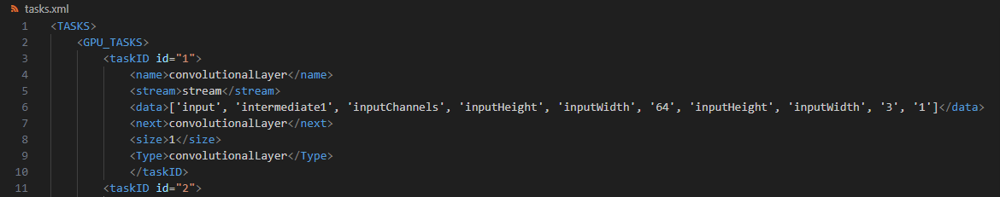 tasks.xml
1 <TASKS>
2 <GPU_TASKS>
3 <taskID id="1">
4 <name>convolutionalLayer</name>
5 <stream>stream</stream>
6 <data>['input', 'intermediate1', 'inputChannels', 'inputHeight', 'inputWidth', '64', 'inputHeight', 'inputWidth', '3', '1']</data>
7 <next>convolutionalLayer</next>
8 <size>1</size>
9 <Type>convolutionalLayer</Type>
10 </taskID>
11 <taskID id="2">